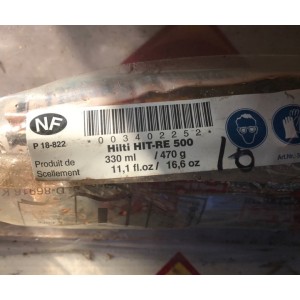 NF
003402252
P 18-822
Hilti HIT-RE 500
330 ml / 470 g
Produit de
Scellement
11,1 fl.oz / 16,6 oz
10